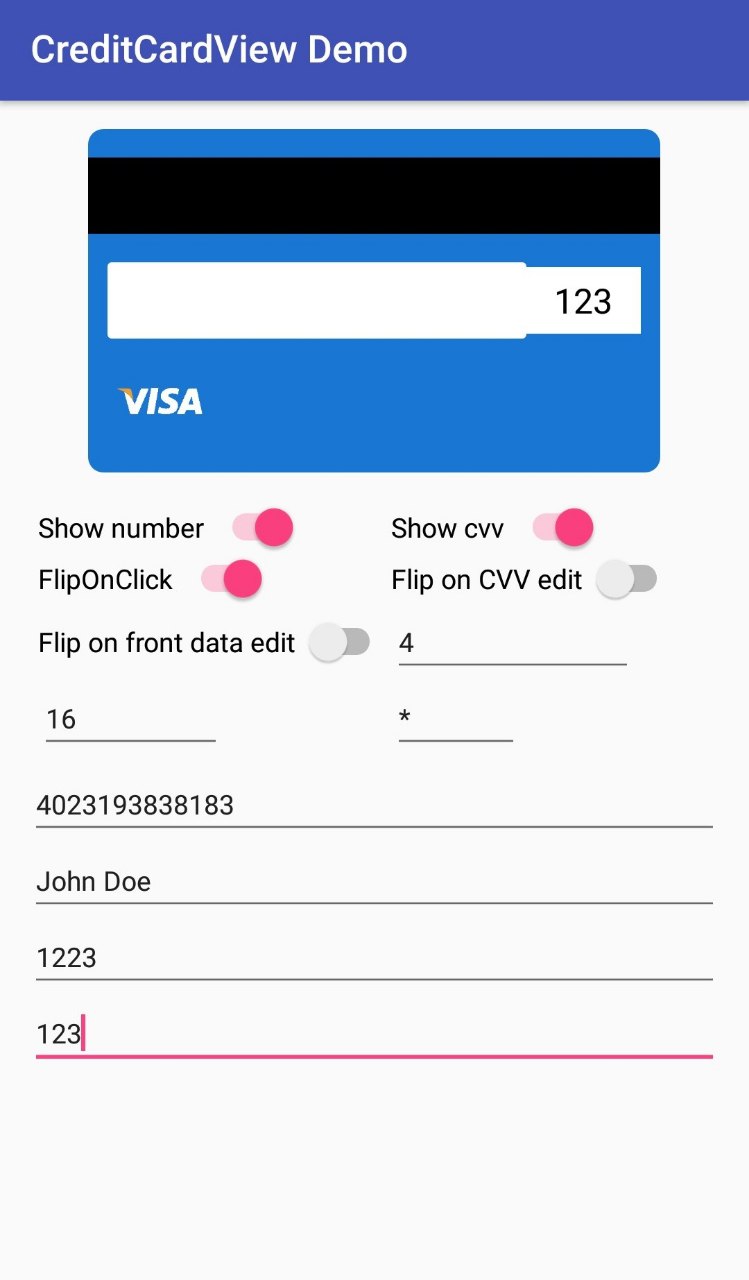 CreditCardView Demo
123
VISA
Show number Show cvv
FlipOnClick Flip on CVV edit
Flip on front data edit 4
16 *
4023193838183
John Doe
1223
123